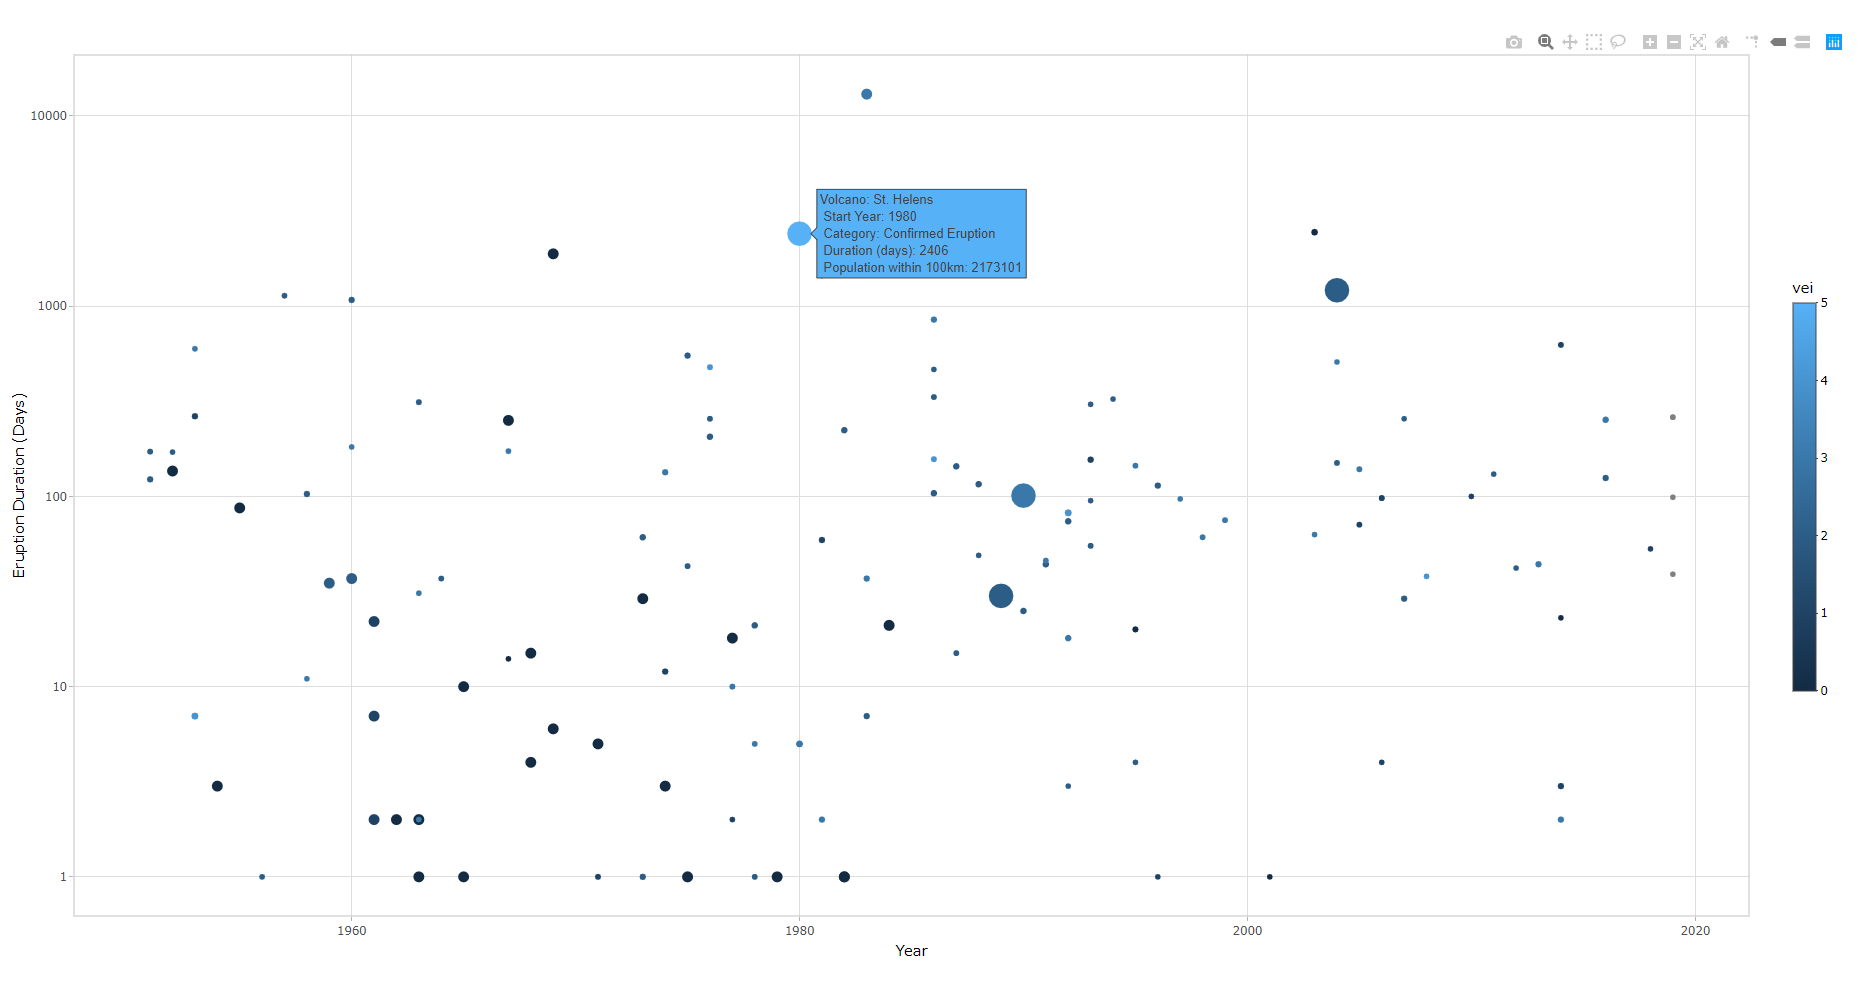 10000
1000
100
10
1
Eruption Duration (Days)
Volcano: St. Helens
Start Year: 1980
Category: Confirmed Eruption
Duration (days): 2406
Population within 100km: 2173101
vei
5
4
3
2
1
0
1960
1980
2000
2020
Year